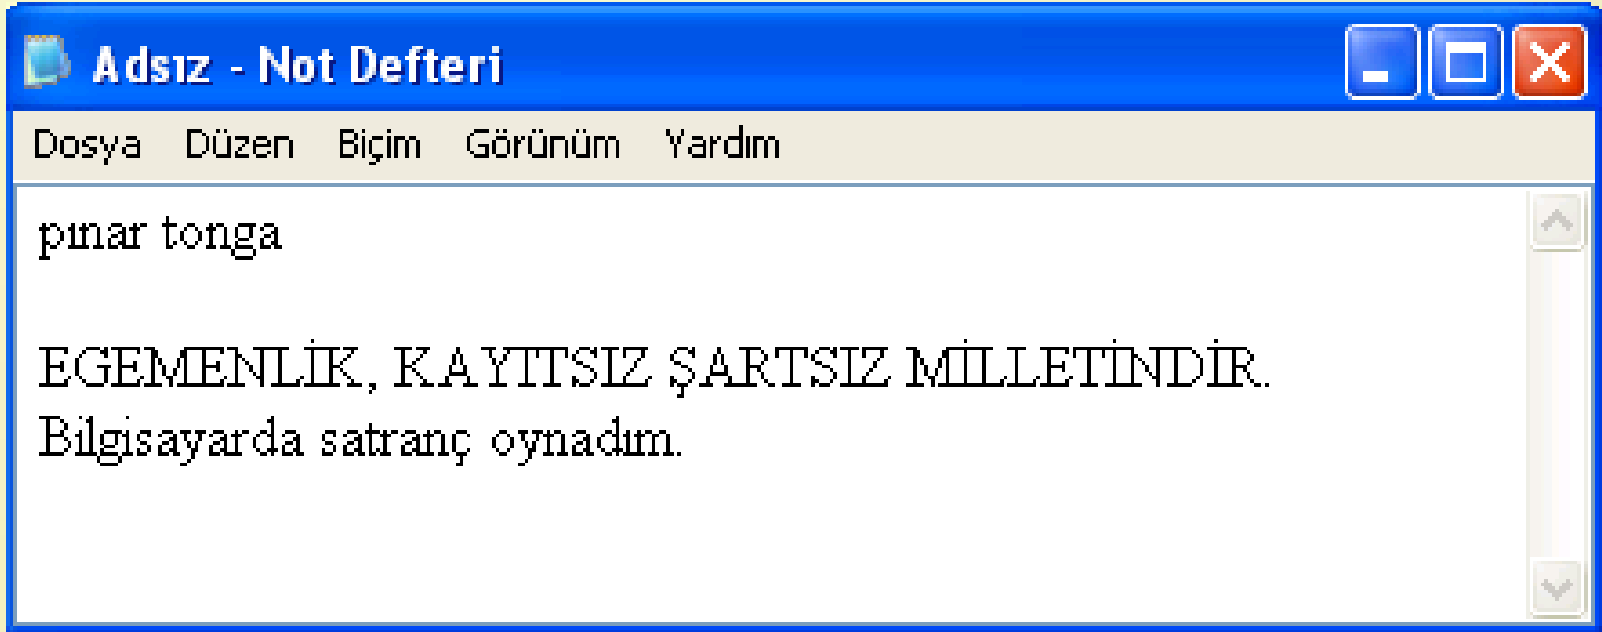 Adsız - Not Defteri
Dosya Düzen Biçim Görünüm Yardım
pınar tonga
EGEMENLİK, KAYITSIZ ŞARTSIZ MİLLETİNDİR.
Bilgisayarda satranç oynadım.